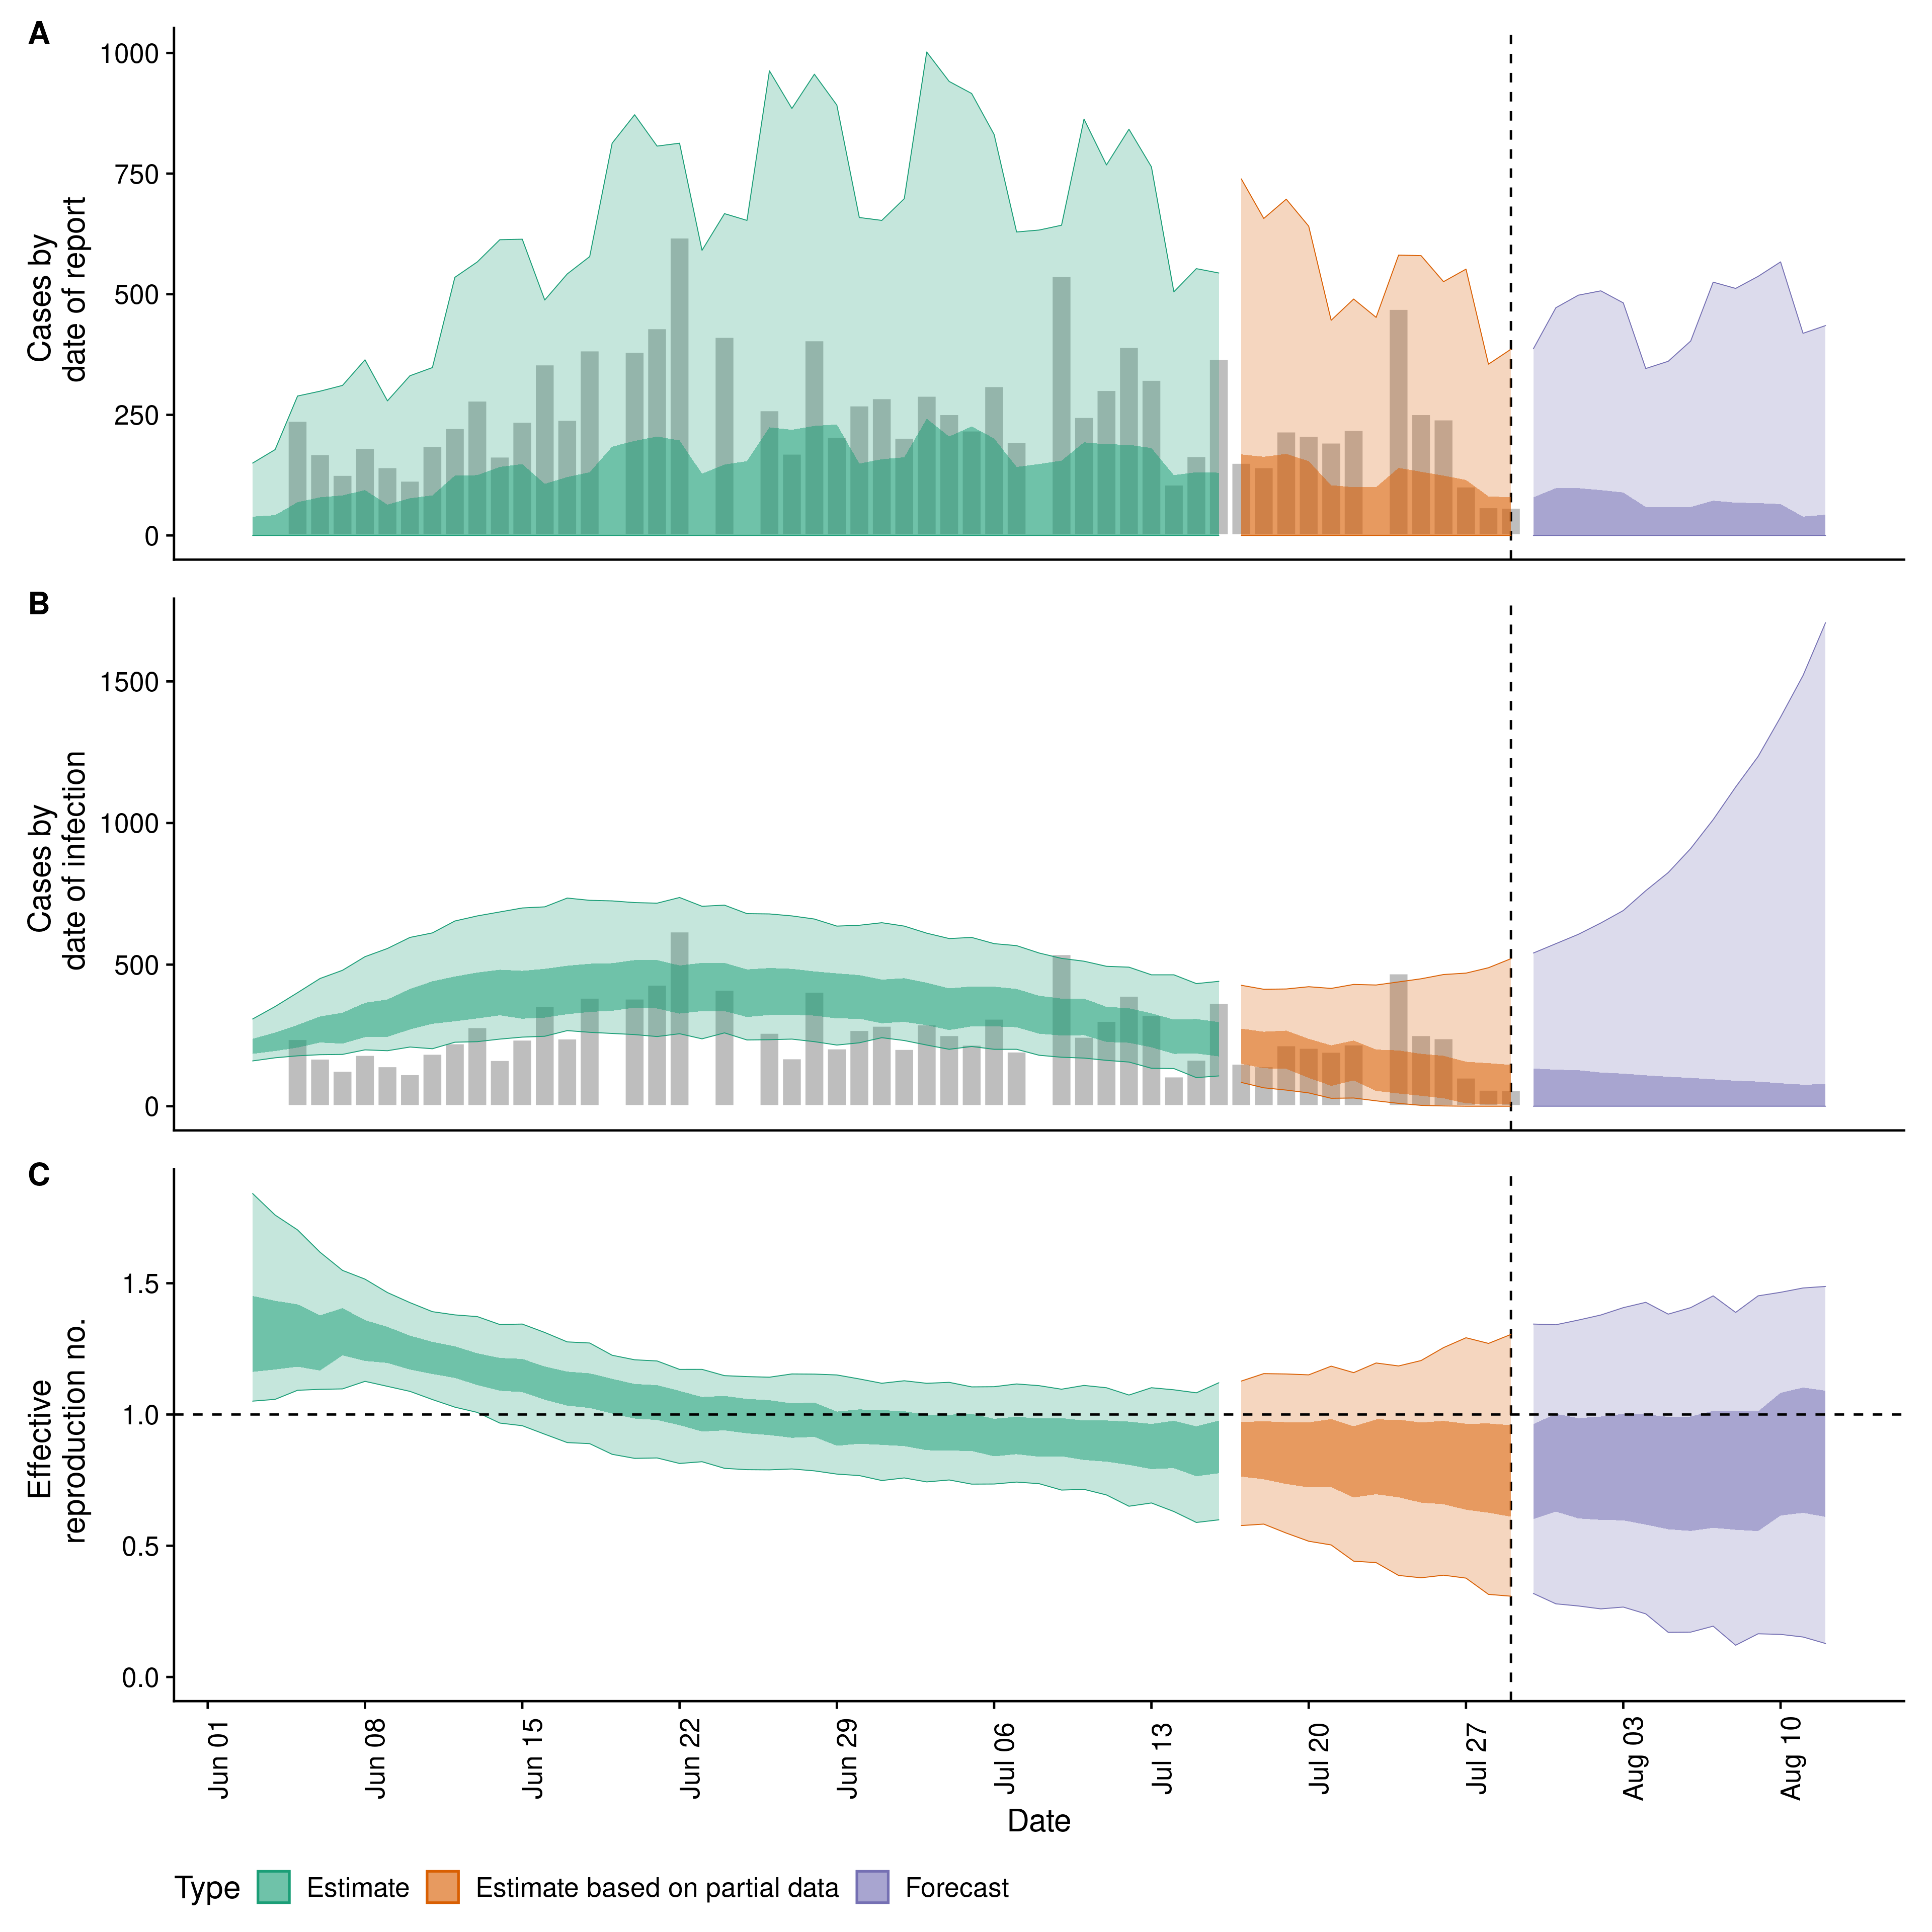 A
1000
750
500
250
0
Cases by
date of report
B
1500
1000
500
0
Cases by
date of infection
C
1.5
1.0
0.5
0.0
Effective
reproduction no.
Jun 01
Jun 08
Jun 15
Jun 22
Jun 29
Jul 06
Jul 13
Jul 20
Jul 27
Aug 03
Aug 10
Date
Type Estimate Estimate based on partial data Forecast